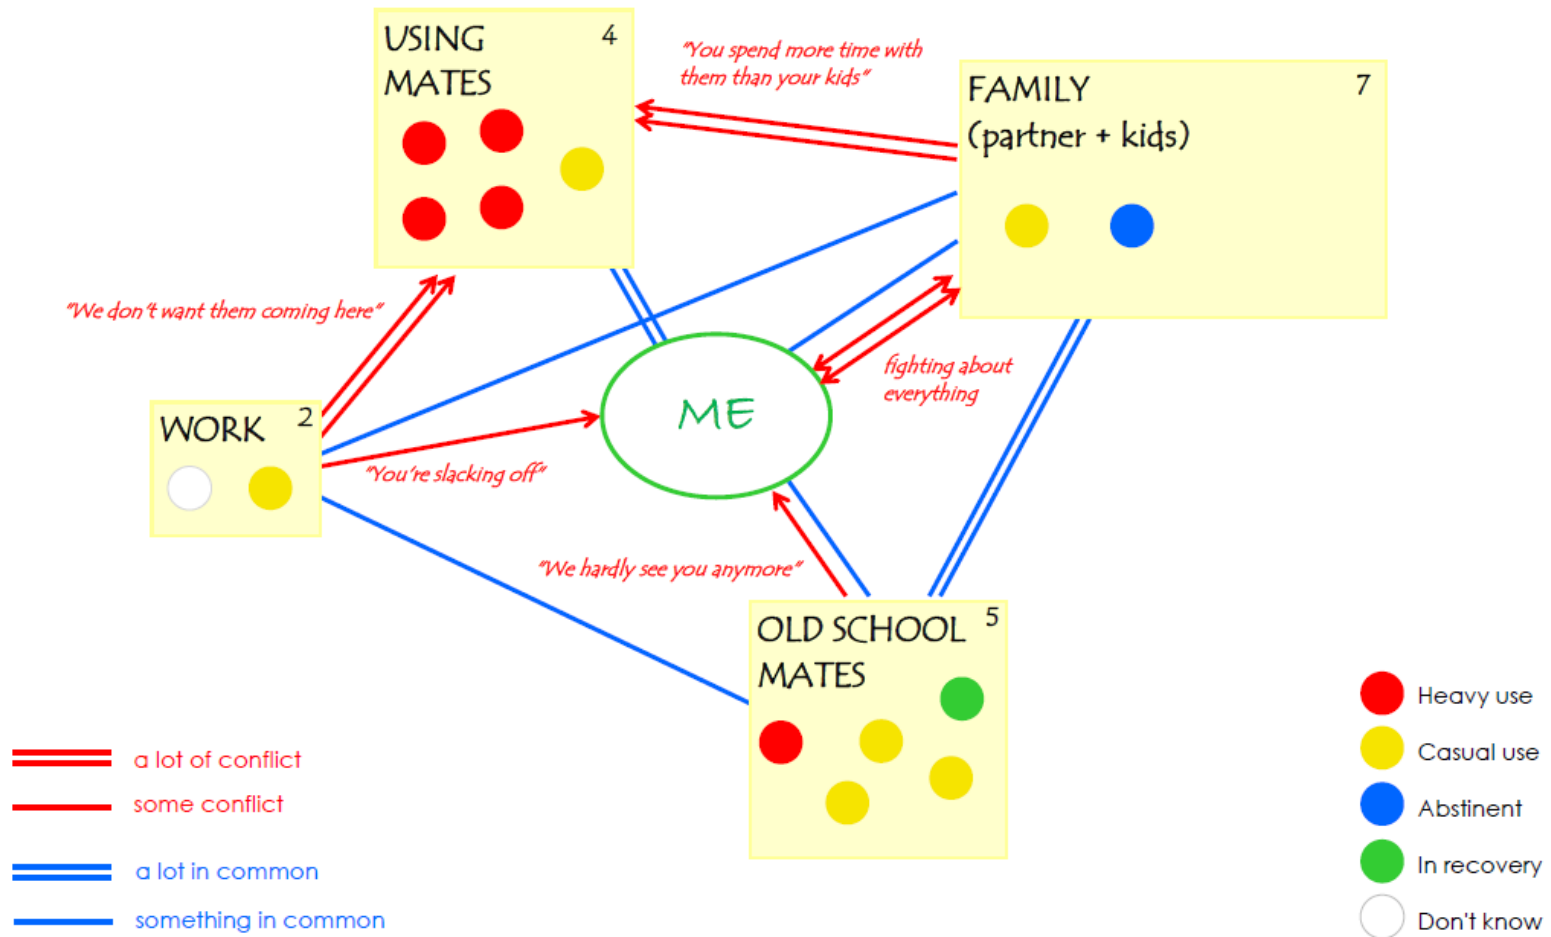 USING
MATES
4
"You spend more time with
them than your kids"
FAMILY
(partner + kids)
7
"We don't want them coming here"
fighting about
everything
ME
WORK
2
"You're slacking off"
"We hardly see you anymore"
OLD SCHOOL
MATES
5
a lot of conflict
some conflict
a lot in common
something in common
Heavy use
Casual use
Abstinent
In recovery
Don't know